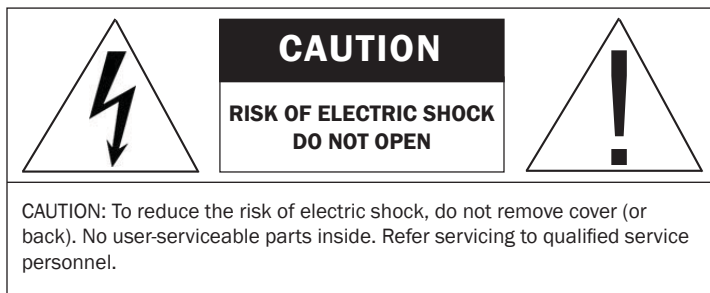 CAUTION
RISK OF ELECTRIC SHOCK
DO NOT OPEN
!
CAUTION: To reduce the risk of electric shock, do not remove cover (or
back). No user-serviceable parts inside. Refer servicing to qualified service
personnel.